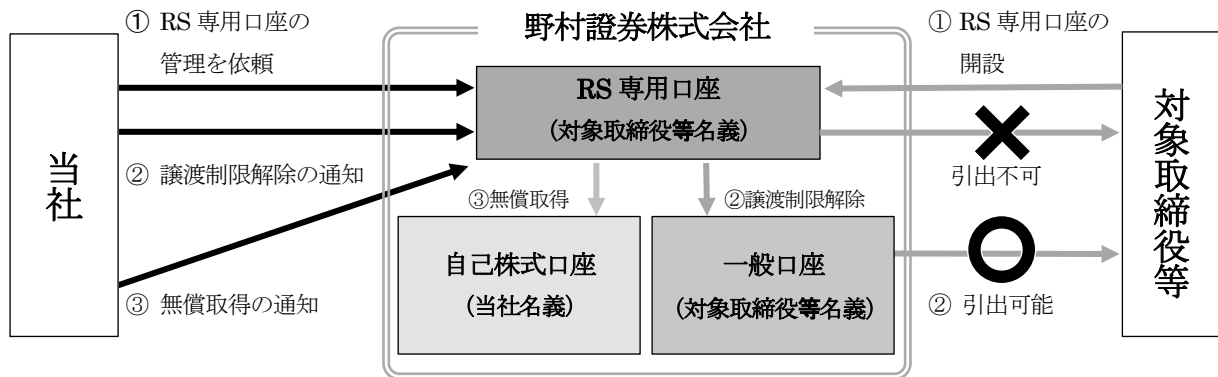 ① RS 専用口座の
管理を依頼
野村證券株式会社
① RS 専用口座の
開設
RS 専用口座
(対象取締役等名義)
当社
② 譲渡制限解除の通知
引出不可
対象取締役等
③無償取得
②譲渡制限解除
自己株式口座
(当社名義)
一般口座
(対象取締役等名義)
③ 無償取得の通知
② 引出可能